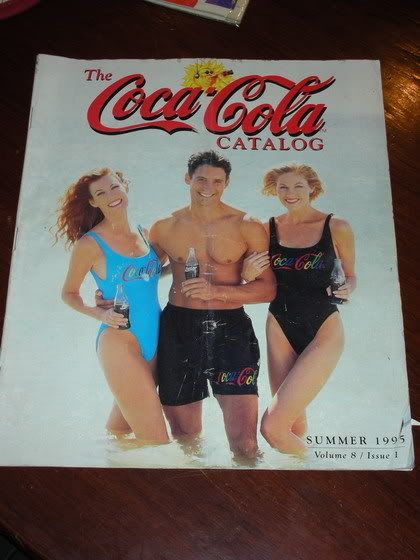 The
Coca-Cola
CATALOG
Coca-Cola
Coca-Cola
Coca-Cola
SUMMER 1995
Volume 8 / Issue 1